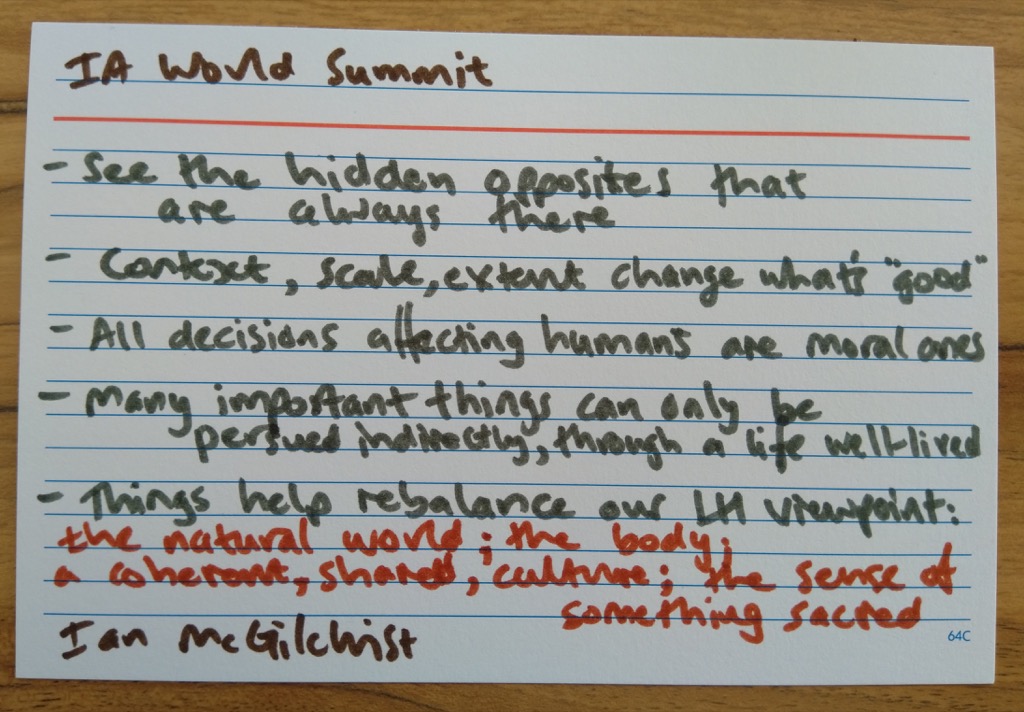 IA World Summit
- See the hidden opposites that
are always there
- Context, scale, extent change what's "good"
- All decisions affecting humans are moral ones
- Many important things can only be
persued indirectly, through a life well-lived
- Things help rebalance our LH viewpoint:
the natural world; the body;
a coherent, shared, culture; the sense of
something sacred
64C
Ian McGilchrist